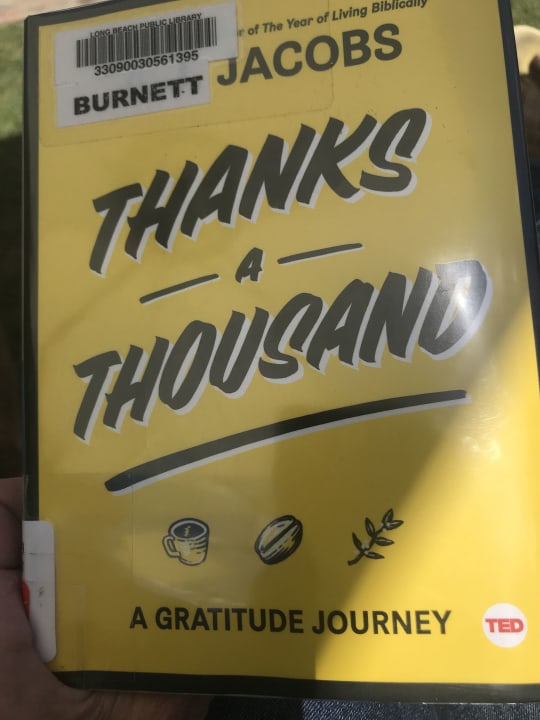 LONG BEACH PUBLIC LIBRARY
33090030561395
BURNETT
of The Year of Living Biblically
JACOBS
THANKS
A
THOUSAND
A GRATITUDE JOURNEY
TED